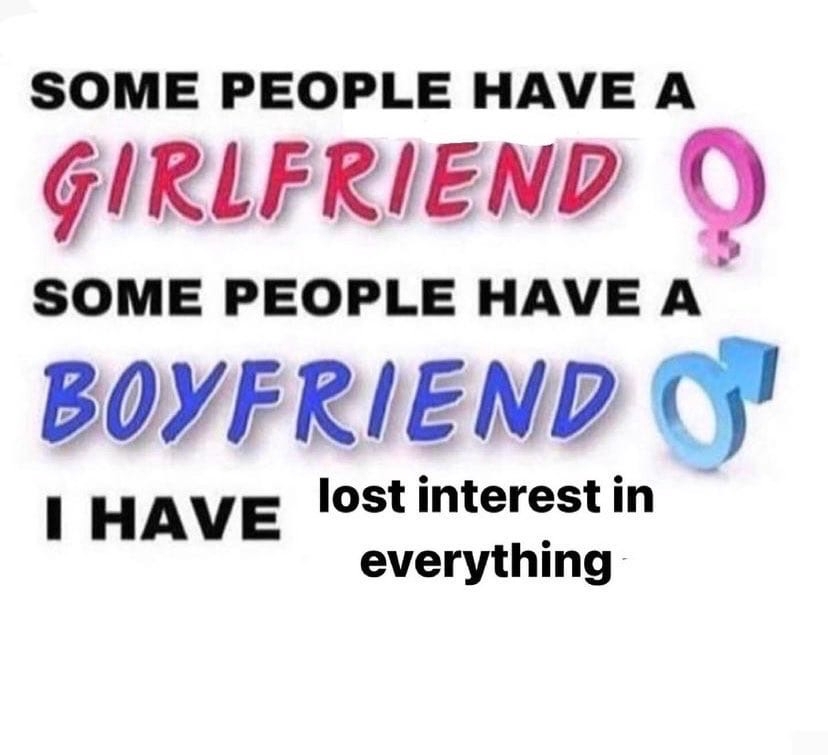 SOME PEOPLE HAVE A
GIRLFRIEND
SOME PEOPLE HAVE A
BOYFRIEND
I HAVE lost interest in
everything